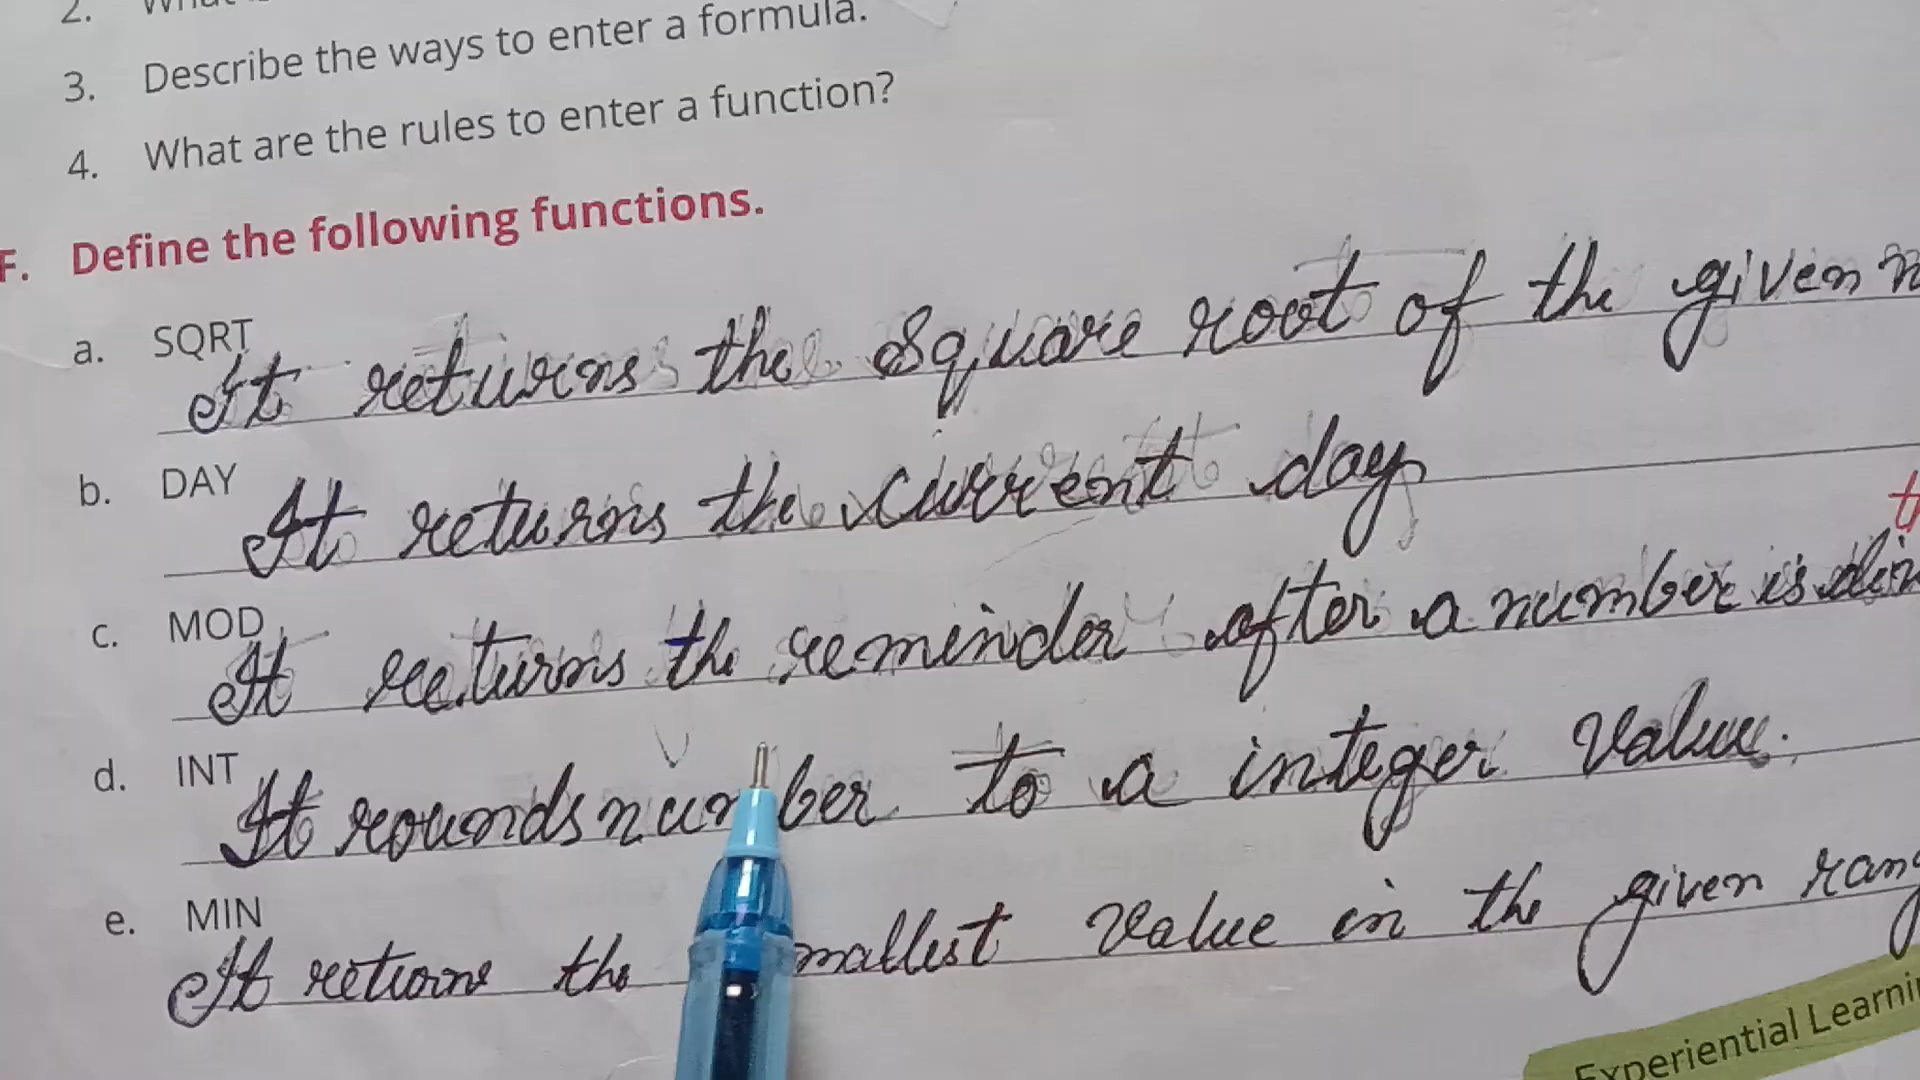 2.
3. Describe the ways to enter a formula.
4. What are the rules to enter a function?
F. Define the following functions.
a. SQRT
It returns the square root of the given
b. DAY
It returns the current day
c. MOD
It returns the reminder after a number is
d. INT
It rounds number to a integer value.
e. MIN
It returns the smallest value in the given
Experiential